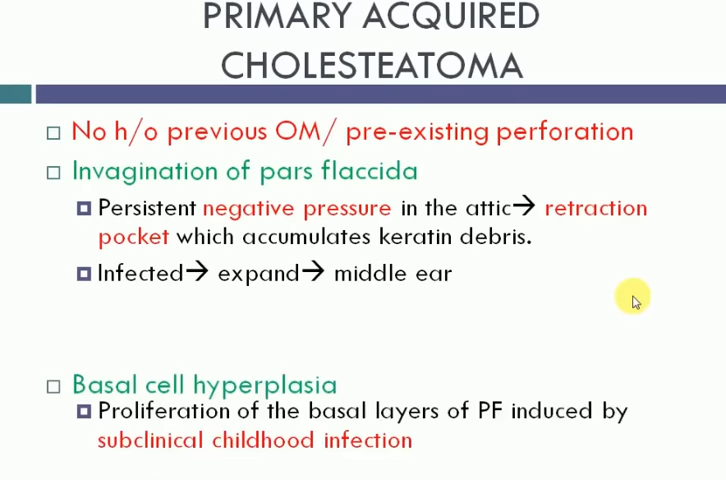 PRIMARY ACQUIRED
CHOLESTEATOMA
No h/o previous OM/ pre-existing perforation
Invagination of pars flaccida
Persistent negative pressure in the attic→ retraction
pocket which accumulates keratin debris.
Infected→ expand→ middle ear
Basal cell hyperplasia
Proliferation of the basal layers of PF induced by
subclinical childhood infection